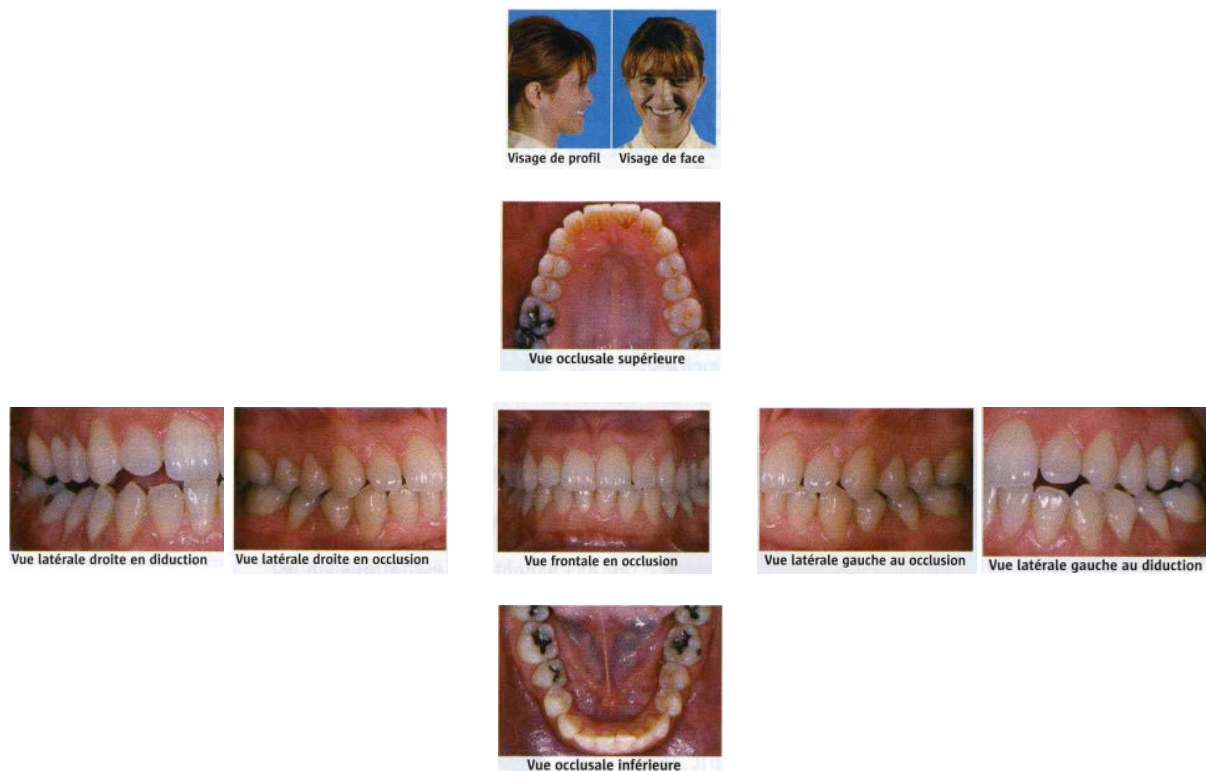 Visage de profil
Visage de face
Vue occlusale supérieure
Vue latérale droite en diduction
Vue latérale droite en occlusion
Vue frontale en occlusion
Vue latérale gauche au occlusion
Vue latérale gauche au diduction
Vue occlusale inférieure